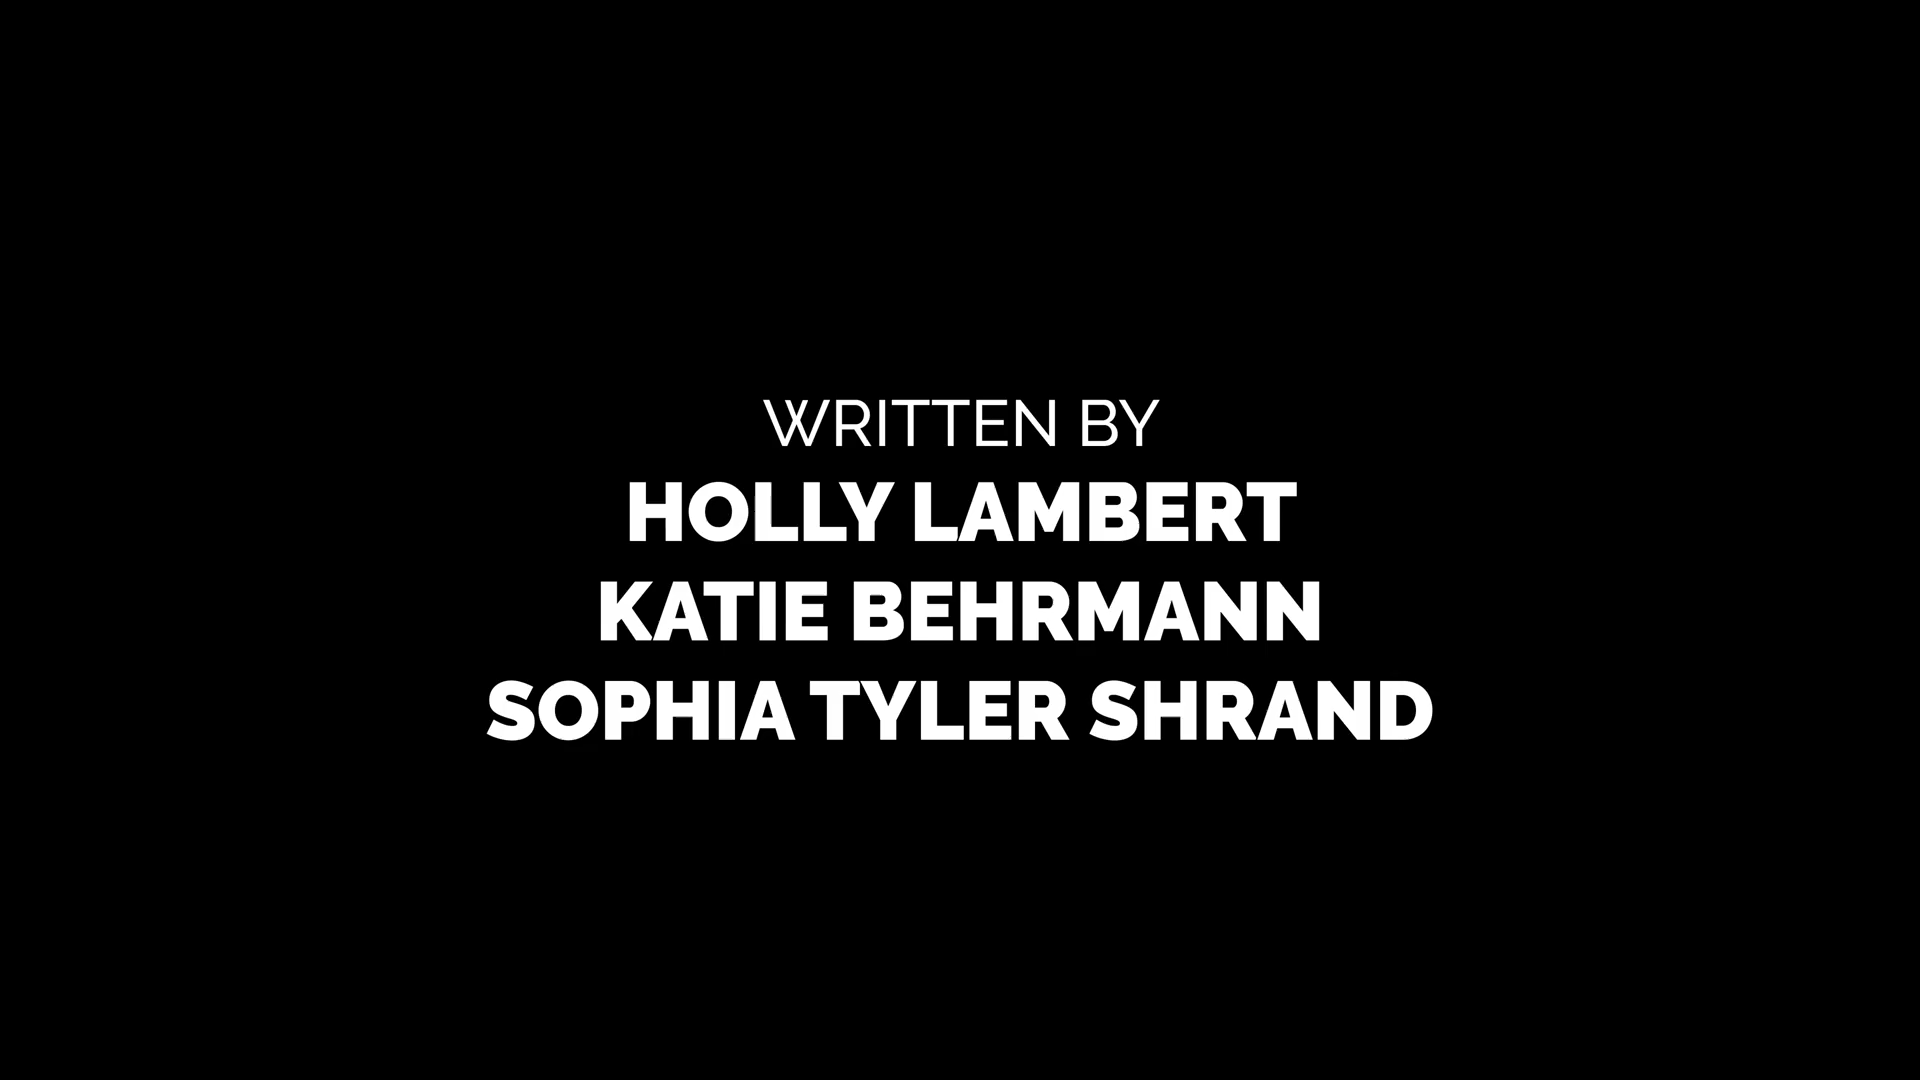 WRITTEN BY
HOLLY LAMBERT
KATIE BEHRMANN
SOPHIA TYLER SHRAND